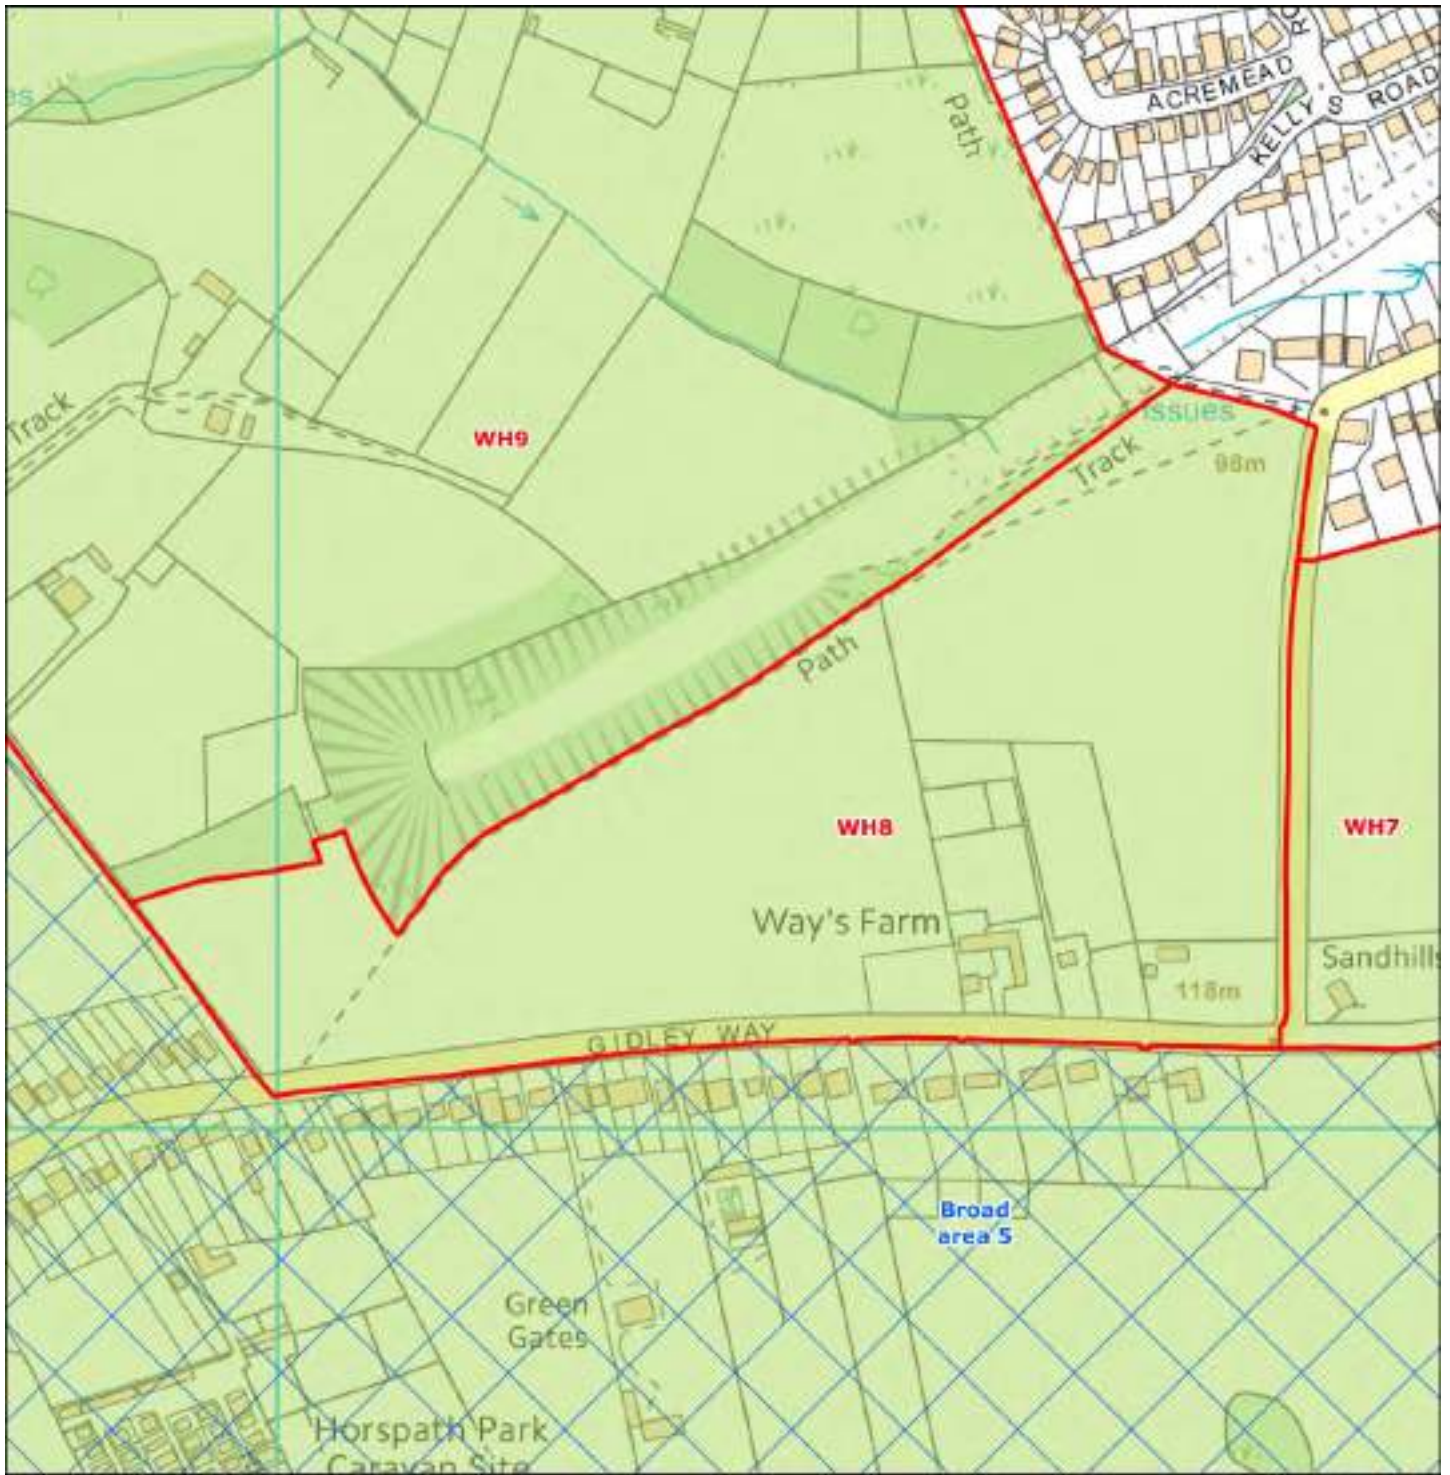 ACREMEAD
RO
KELLY'S ROAD
Path
Track
WH9
Issues
98m
Track
Path
WH8
WH7
Way's Farm
Sandhills
118m
GIDLEY WAY
Broad
area 5
Green
Gates
Horspath Park
Caravan Site